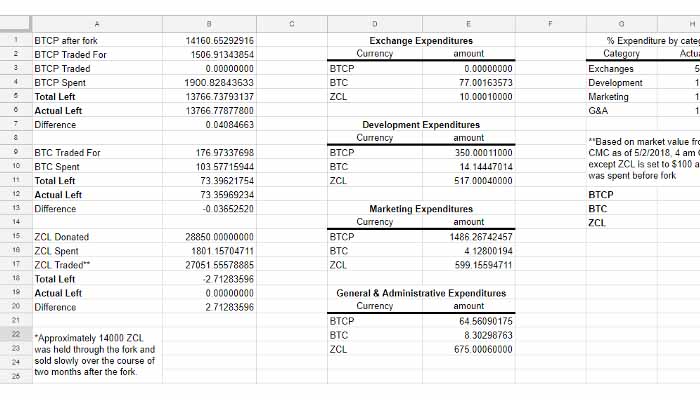 A B C D E F G H
1 BTCP after fork 14160.65292916 Exchange Expenditures % Expenditure by
2 BTCP Traded For 1506.91343854 Currency amount Category
3 BTCP Traded 0.00000000 BTCP 0.00000000 Exchanges 5
4 BTCP Spent 1900.82843633 BTC 77.00163573 Development 1
5 Total Left 13766.73793137 ZCL 10.00010000 Marketing 1
6 Actual Left 13766.77877800 G&A 1
7 Difference 0.04084663 Development Expenditures
8 Currency amount **Based on market value
9 BTC Traded For 176.97337698 BTCP 350.00011000 CMC as of 5/2/2018, 4 am
10 BTC Spent 103.57715944 BTC 14.14447014 except ZCL is set to $100
11 Total Left 73.39621754 ZCL 517.00040000 was spent before fork
12 Actual Left 73.35969234 BTCP
13 Difference -0.03652520 Marketing Expenditures BTC
14 Currency amount ZCL
15 ZCL Donated 28850.00000000 BTCP 1486.26742457
16 ZCL Spent 1801.15704711 BTC 4.12800194
17 ZCL Traded** 27051.55578885 ZCL 599.15594711
18 Total Left -2.71283596
19 Actual Left 0.00000000 General & Administrative Expenditures
20 Difference 2.71283596 Currency amount
21 BTCP 64.56090175
22 *Approximately 14000 ZCL BTC 8.30298763
23 was held through the fork and ZCL 675.00060000
24 sold slowly over the course of
25 two months after the fork.